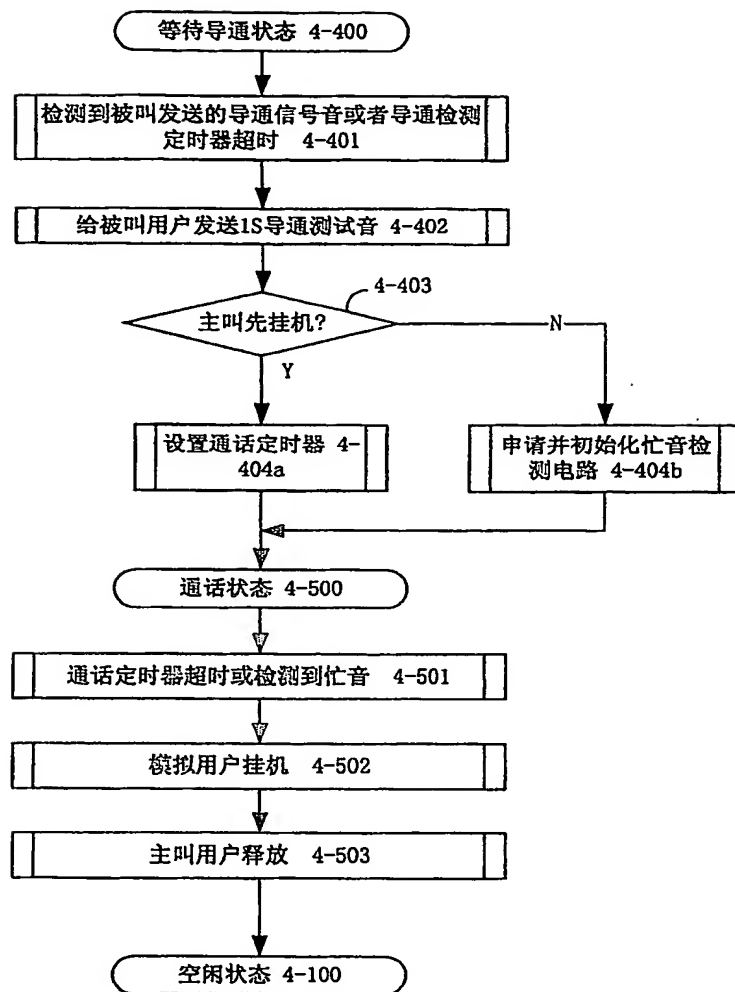 等待导通状态 4-400
检测到被叫发送的导通信号音或者导通检测
定时器超时 4-401
给被叫用户发送1S导通测试音 4-402
4-403
主叫先挂机?
N
Y
设置通话定时器 4-
404a
申请并初始化忙音检
测电路 4-404b
通话状态 4-500
通话定时器超时或检测到忙音 4-501
模拟用户挂机 4-502
主叫用户释放 4-503
空闲状态 4-100